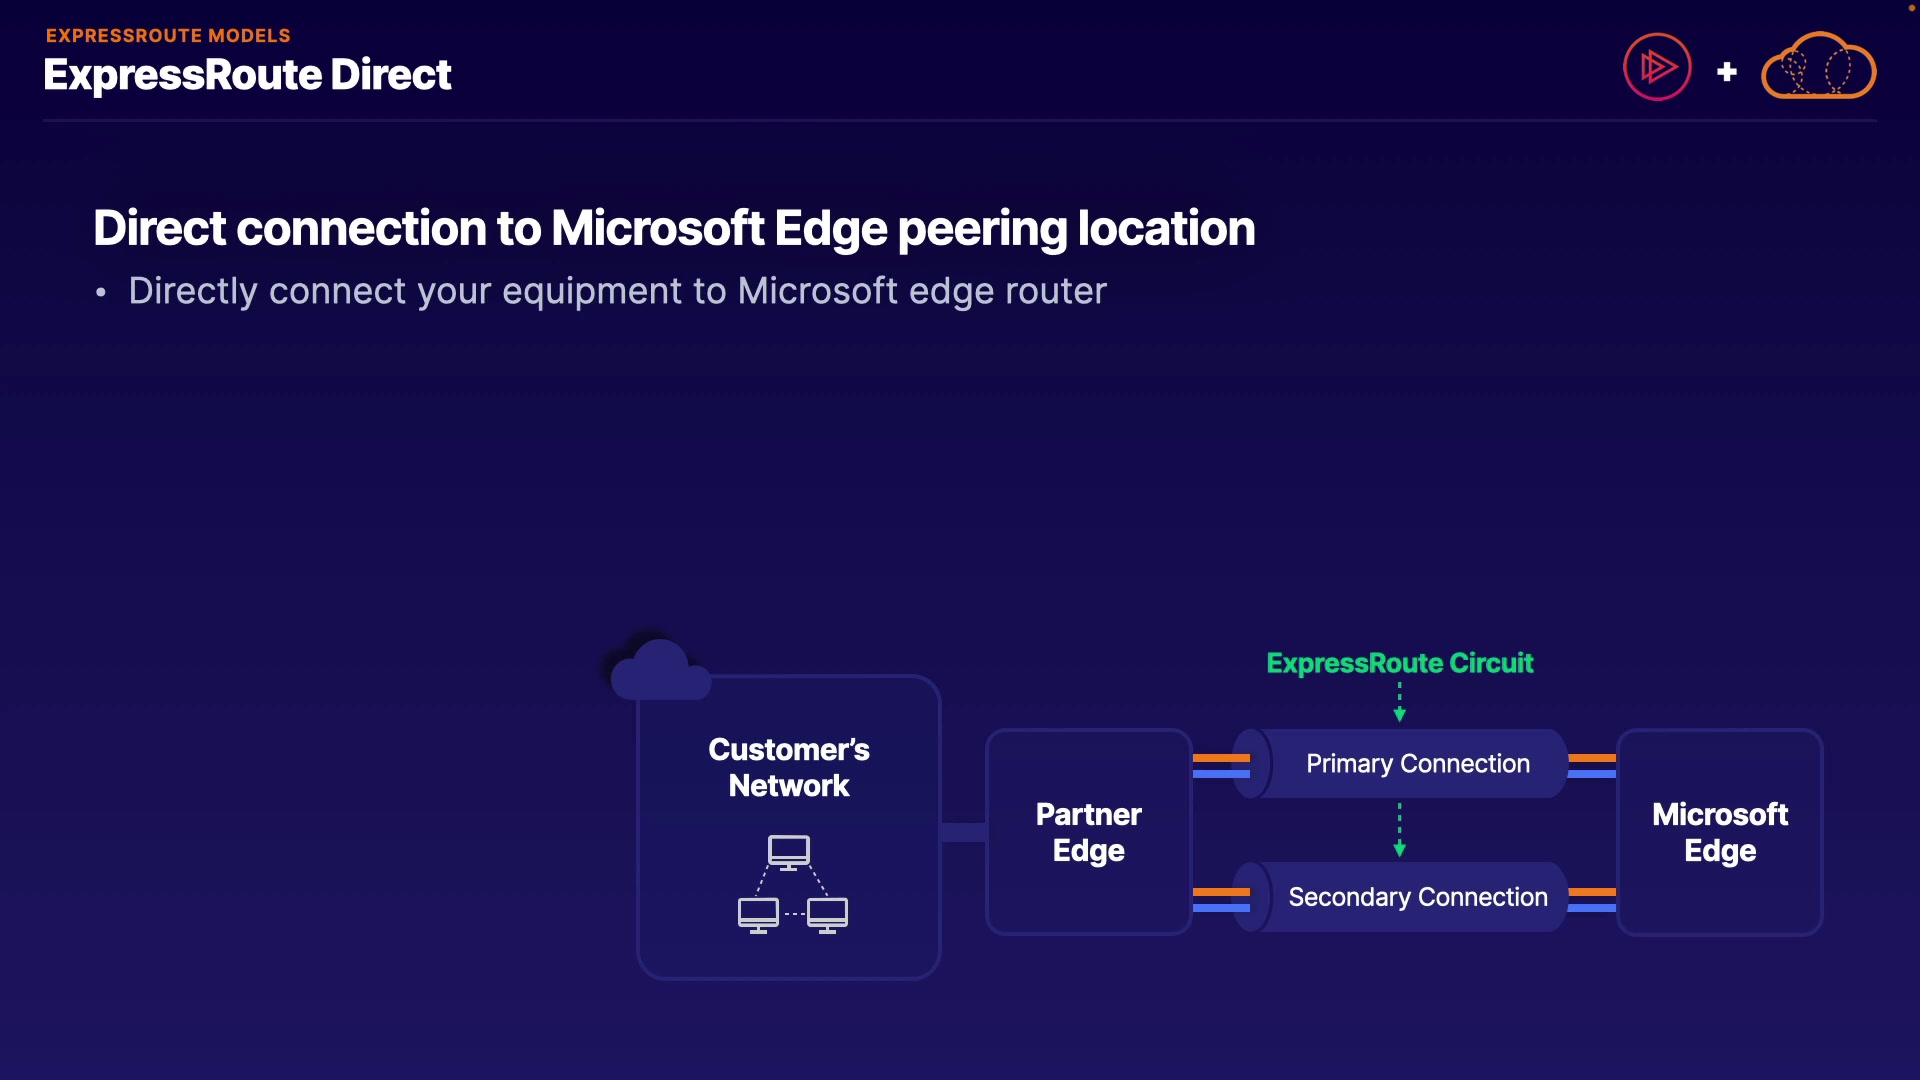 EXPRESSROUTE MODELS
ExpressRoute Direct
Direct connection to Microsoft Edge peering location
• Directly connect your equipment to Microsoft edge router
ExpressRoute Circuit
Customer’s
Network
Partner
Edge
Primary Connection
Secondary Connection
Microsoft
Edge